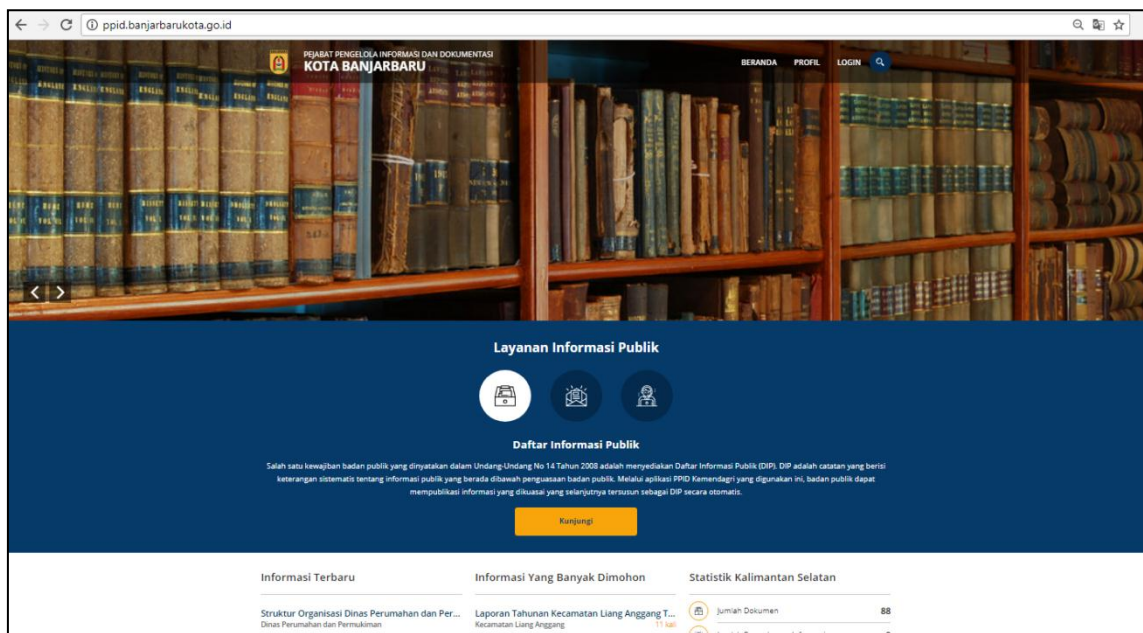 ppid.banjarbarukota.go.id
PEJABAT PENGELOLA INFORMASI DAN DOKUMENTASI
KOTA BANJARBARU
BERANDA PROFIL LOGIN
Layanan Informasi Publik
Daftar Informasi Publik
Salah satu kewajiban badan publik yang dinyatakan dalam Undang-Undang No 14 Tahun 2008 adalah menyediakan Daftar Informasi Publik (DIP). DIP adalah catatan yang berisi
keterangan sistematis tentang informasi publik yang berada dibawah penguasaan badan publik. Melalui aplikasi PPID Kemendagri yang digunakan ini, badan publik dapat
mempublikasi informasi yang dikuasai yang selanjutnya tersusun sebagai DIP secara otomatis.
Kunjungi
Informasi Terbaru
Struktur Organisasi Dinas Perumahan dan Per...
Dinas Perumahan dan Permukiman
Informasi Yang Banyak Dimohon
Laporan Tahunan Kecamatan Liang Anggang T...
Kecamatan Liang Anggang 11 kali
Statistik Kalimantan Selatan
Jumlah Dokumen 88